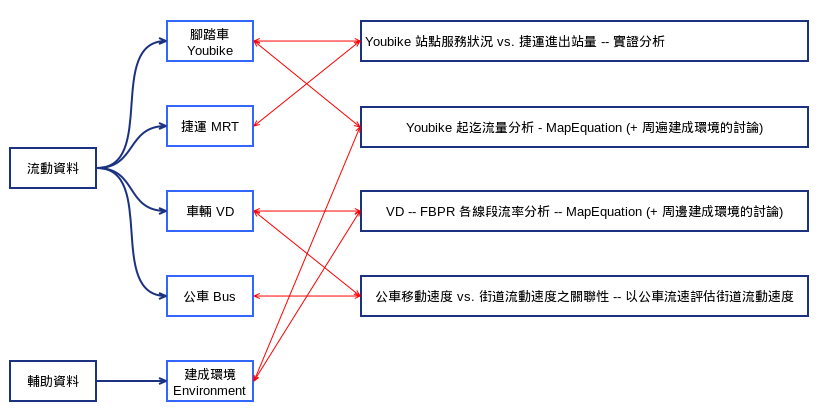 腳踏車
Youbike
Youbike 站點服務狀況 vs. 捷運進出站量 -- 實證分析
捷運 MRT
Youbike 起迄流量分析 - MapEquation (+ 周遍建成環境的討論)
流動資料
車輛 VD
VD -- FBPR 各線段流率分析 -- MapEquation (+ 周邊建成環境的討論)
公車 Bus
公車移動速度 vs. 街道流動速度之關聯性 -- 以公車流速評估街道流動速度
輔助資料
建成環境
Environment